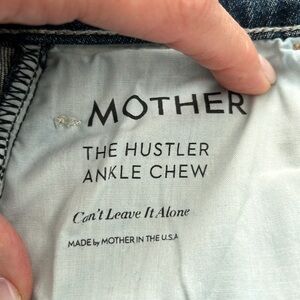 MOTHER
THE HUSTLER
ANKLE CHEW
Can't Leave It Alone
MADE by MOTHER IN THE U.S.A